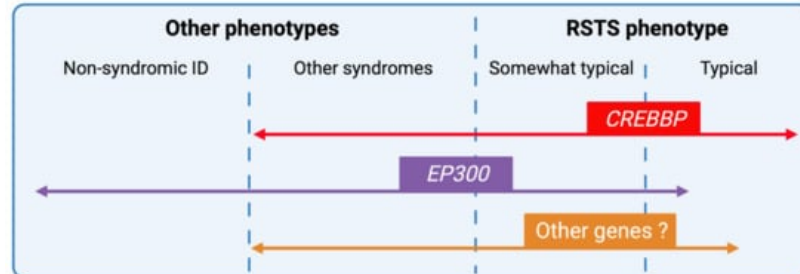 Other phenotypes RSTS phenotype
Non-syndromic ID Other syndromes Somewhat typical Typical
CREBBP
EP300
Other genes ?